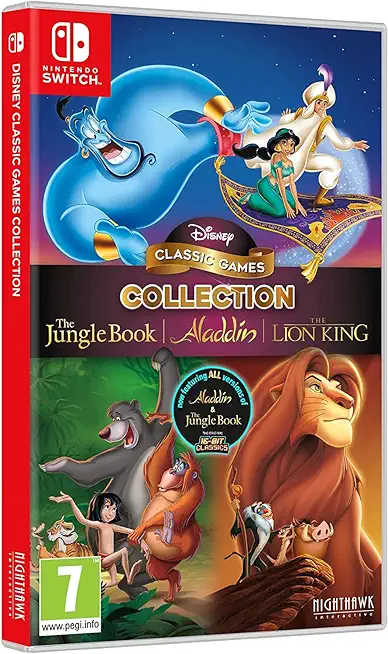 NINTENDO
SWITCH™
DISNEY CLASSIC GAMES COLLECTION
Disney
CLASSIC GAMES
COLLECTION
The Jungle Book | Aladdin | THE LION KING
now featuring ALL versions of
Aladdin
&
The Jungle Book
16-BIT
CLASSICS
7
www.pegi.info
NIGHTHAWK
interactive
NIGHTHAWK
interactive